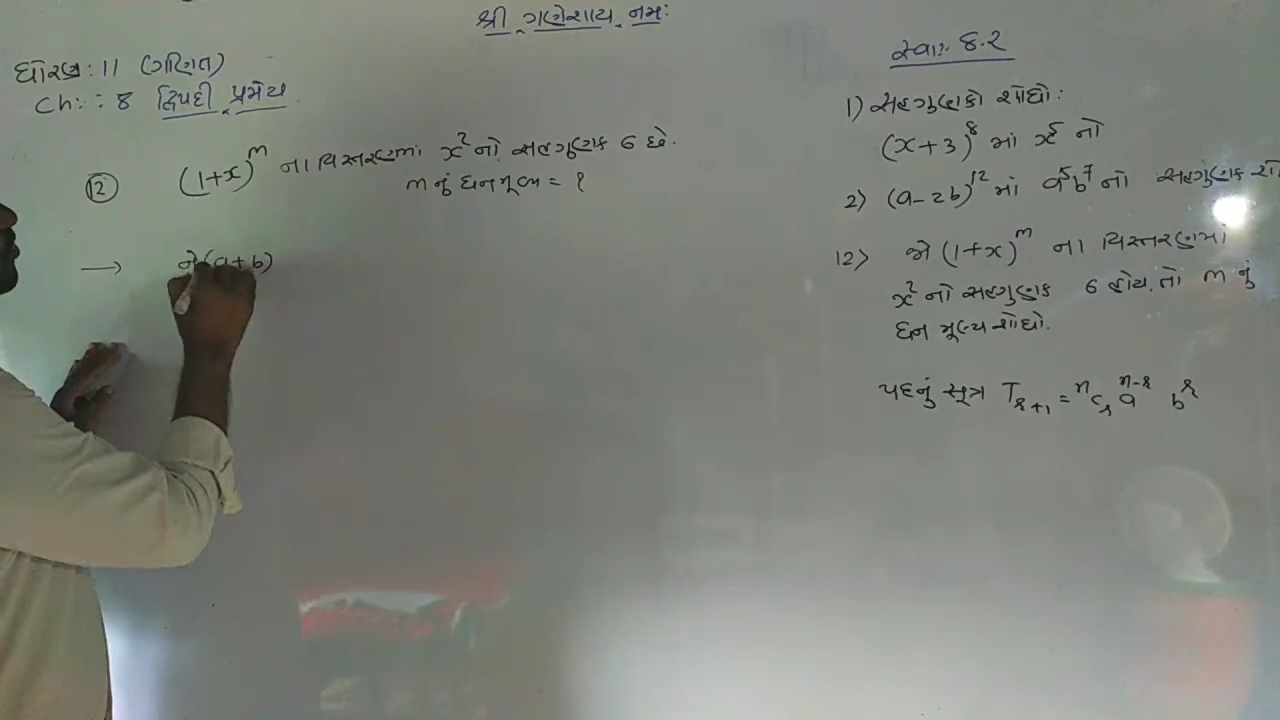 શ્રી ગણેશાય નમઃ
ધોરણ : 11 (ગણિત)
Ch : 8 દ્વિપદી પ્રમેય
(12) (1+x)^m ના વિસ્તરણમાં x² નો સહગુણક 6 છે.
m નું ધન મૂલ્ય = ?
→ (a+b)
સ્વા. 8.2
1) સહગુણકો શોધો :
(x+3)^8 માં x^5 નો
2) (a-2b)^12 માં a^5b^7 નો સહગુણક શો
12) જો (1+x)^m ના વિસ્તરણમાં
x² નો સહગુણક 6 હોય તો m નું
ધન મૂલ્ય શોધો.
પદનું સૂત્ર T_{r+1} = ^nC_r a^{n-r} b^r